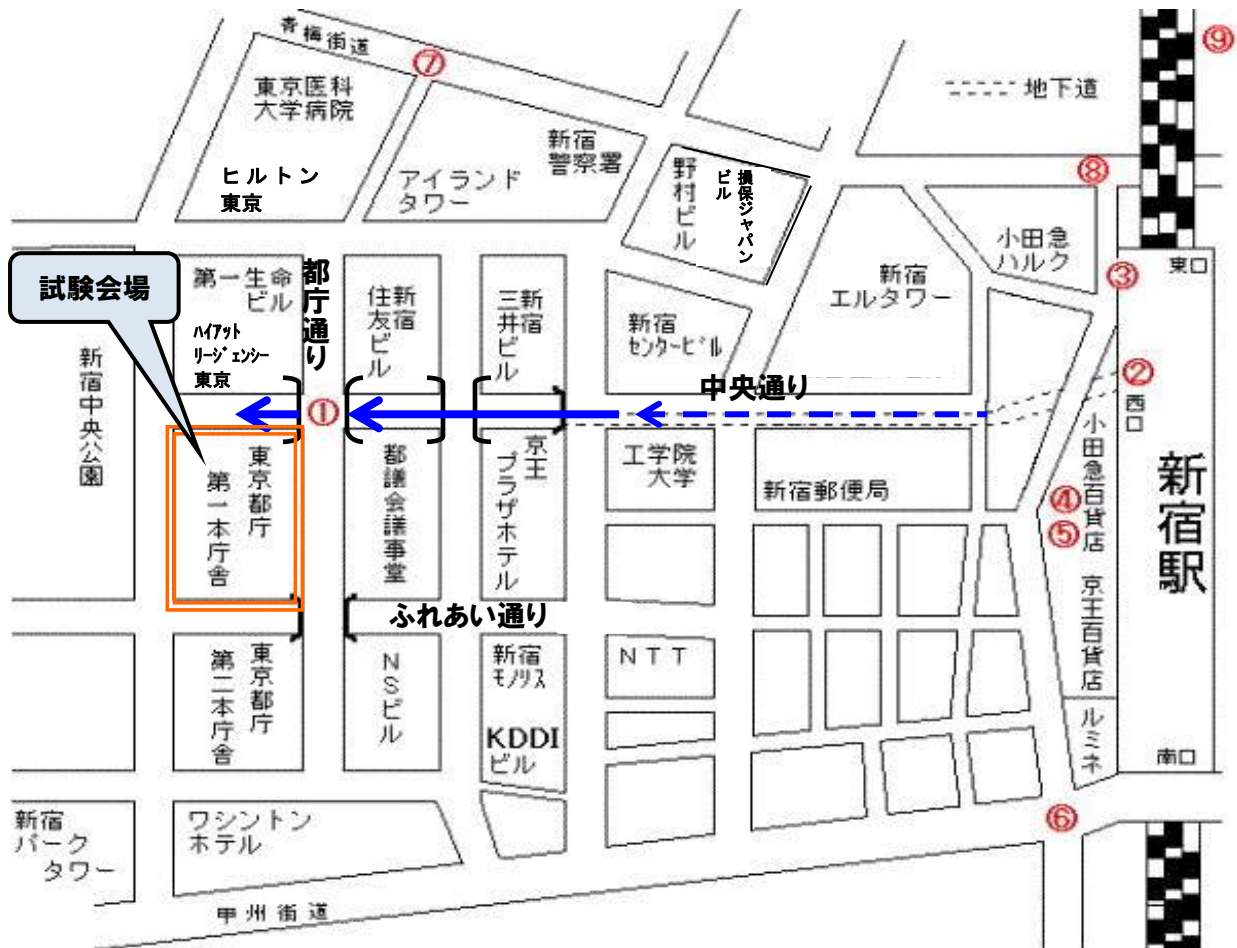 青梅街道
⑦
⑨
東京医科
大学病院
地下道
新宿
警察署
ヒルトン
東京
アイランド
タワー
野村ビル
損保ジャパン
ビル
⑧
小田急
ハルク
東口
試験会場
第一生命
ビル
都庁通り
新宿
住友ビル
新宿
三井ビル
新宿
センタービル
新宿
エルタワー
③
ハイアット
リージェンシー
東京
新宿中央公園
①
中央通り
②
西口
東京都庁
第一本庁舎
都議会議事堂
京王
プラザホテル
工学院
大学
新宿郵便局
小田急百貨店
④
⑤
新宿駅
ふれあい通り
京王百貨店
東京都庁
第二本庁舎
NSビル
新宿
モノリス
KDDI
ビル
NTT
ルミネ
南口
新宿
パーク
タワー
ワシントン
ホテル
⑥
甲州街道